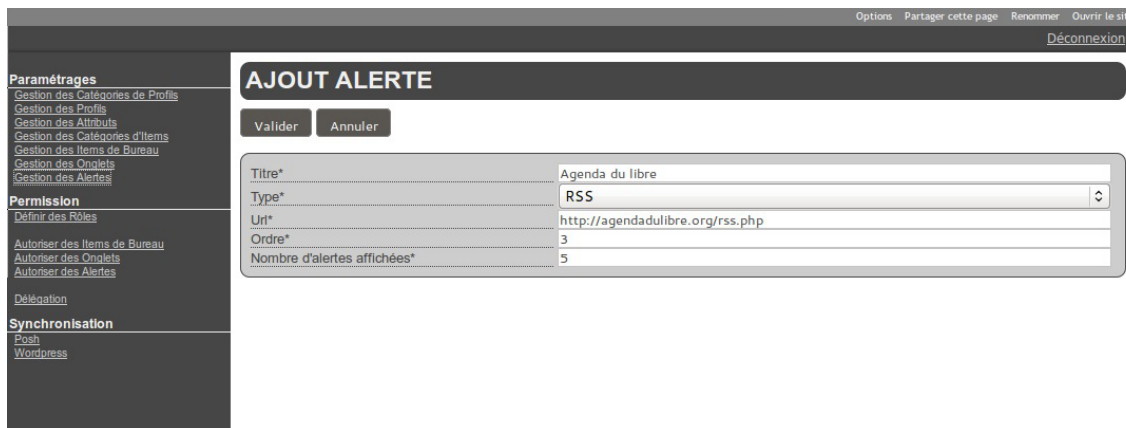 Options Partager cette page Renommer Ouvrir le sit
Déconnexion
Paramétrages
Gestion des Catégories de Profils
Gestion des Profils
Gestion des Attributs
Gestion des Catégories d'Items
Gestion des Items de Bureau
Gestion des Onglets
Gestion des Alertes
Permission
Définir des Rôles
Autoriser des Items de Bureau
Autoriser des Onglets
Autoriser des Alertes
Délégation
Synchronisation
Posh
Wordpress
AJOUT ALERTE
Valider Annuler
Titre* Agenda du libre
Type* RSS
Url* http://agendadulibre.org/rss.php
Ordre* 3
Nombre d'alertes affichées* 5